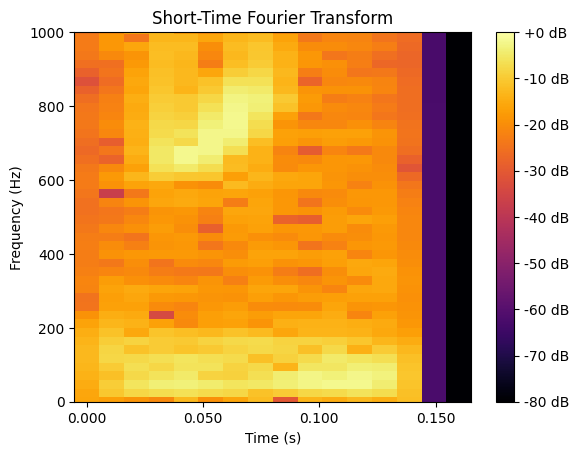 Short-Time Fourier Transform
Frequency (Hz)
1000
800
600
400
200
0
0.000
0.050
0.100
0.150
Time (s)
+0 dB
-10 dB
-20 dB
-30 dB
-40 dB
-50 dB
-60 dB
-70 dB
-80 dB